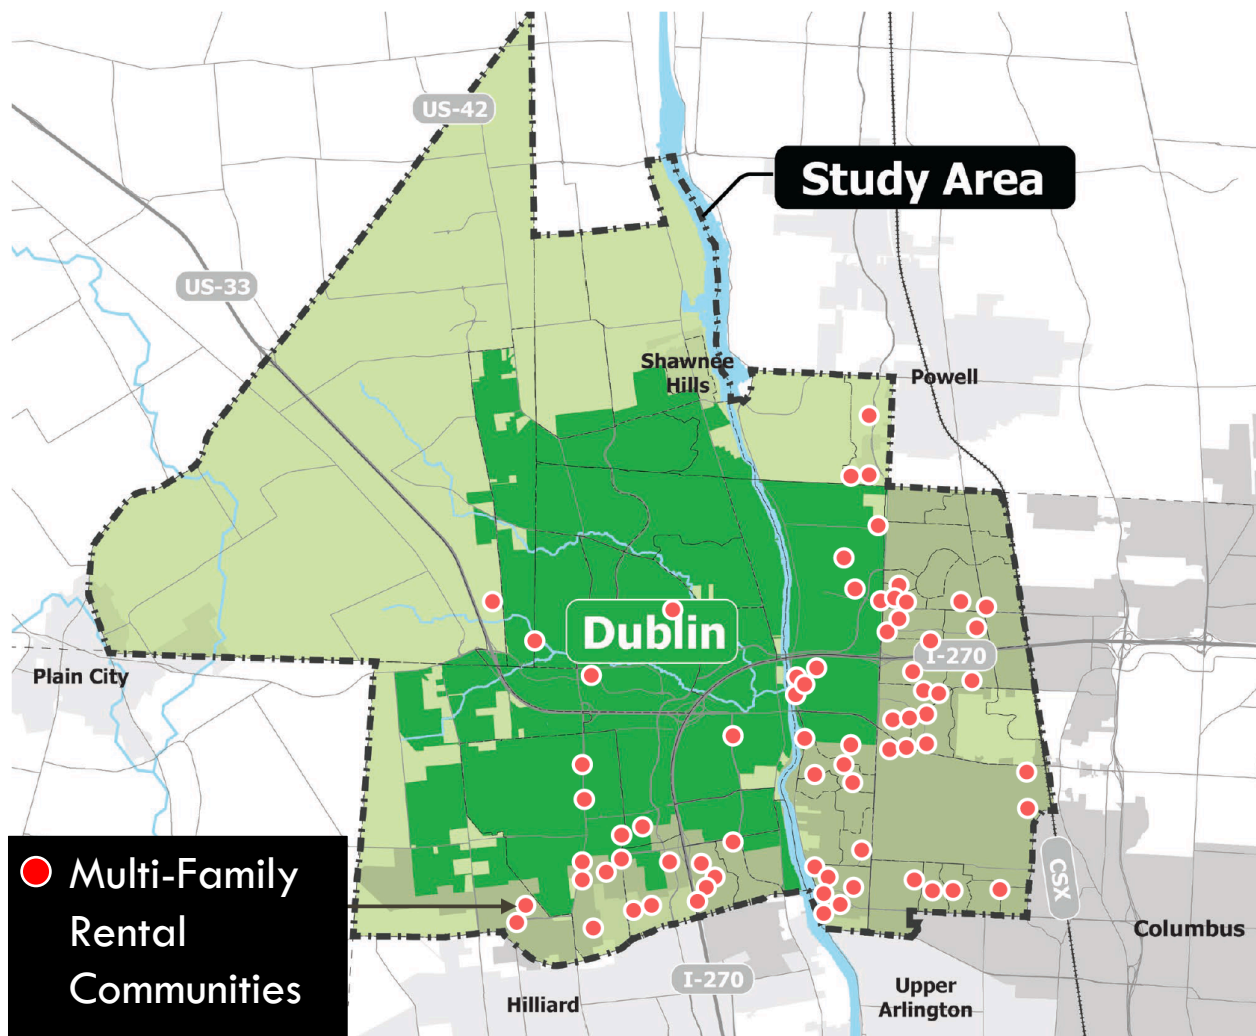 US-42
Study Area
US-33
Shawnee
Hills
Powell
Dublin
I-270
Plain City
Multi-Family
Rental
Communities
CSX
Columbus
I-270
Hilliard
Upper
Arlington